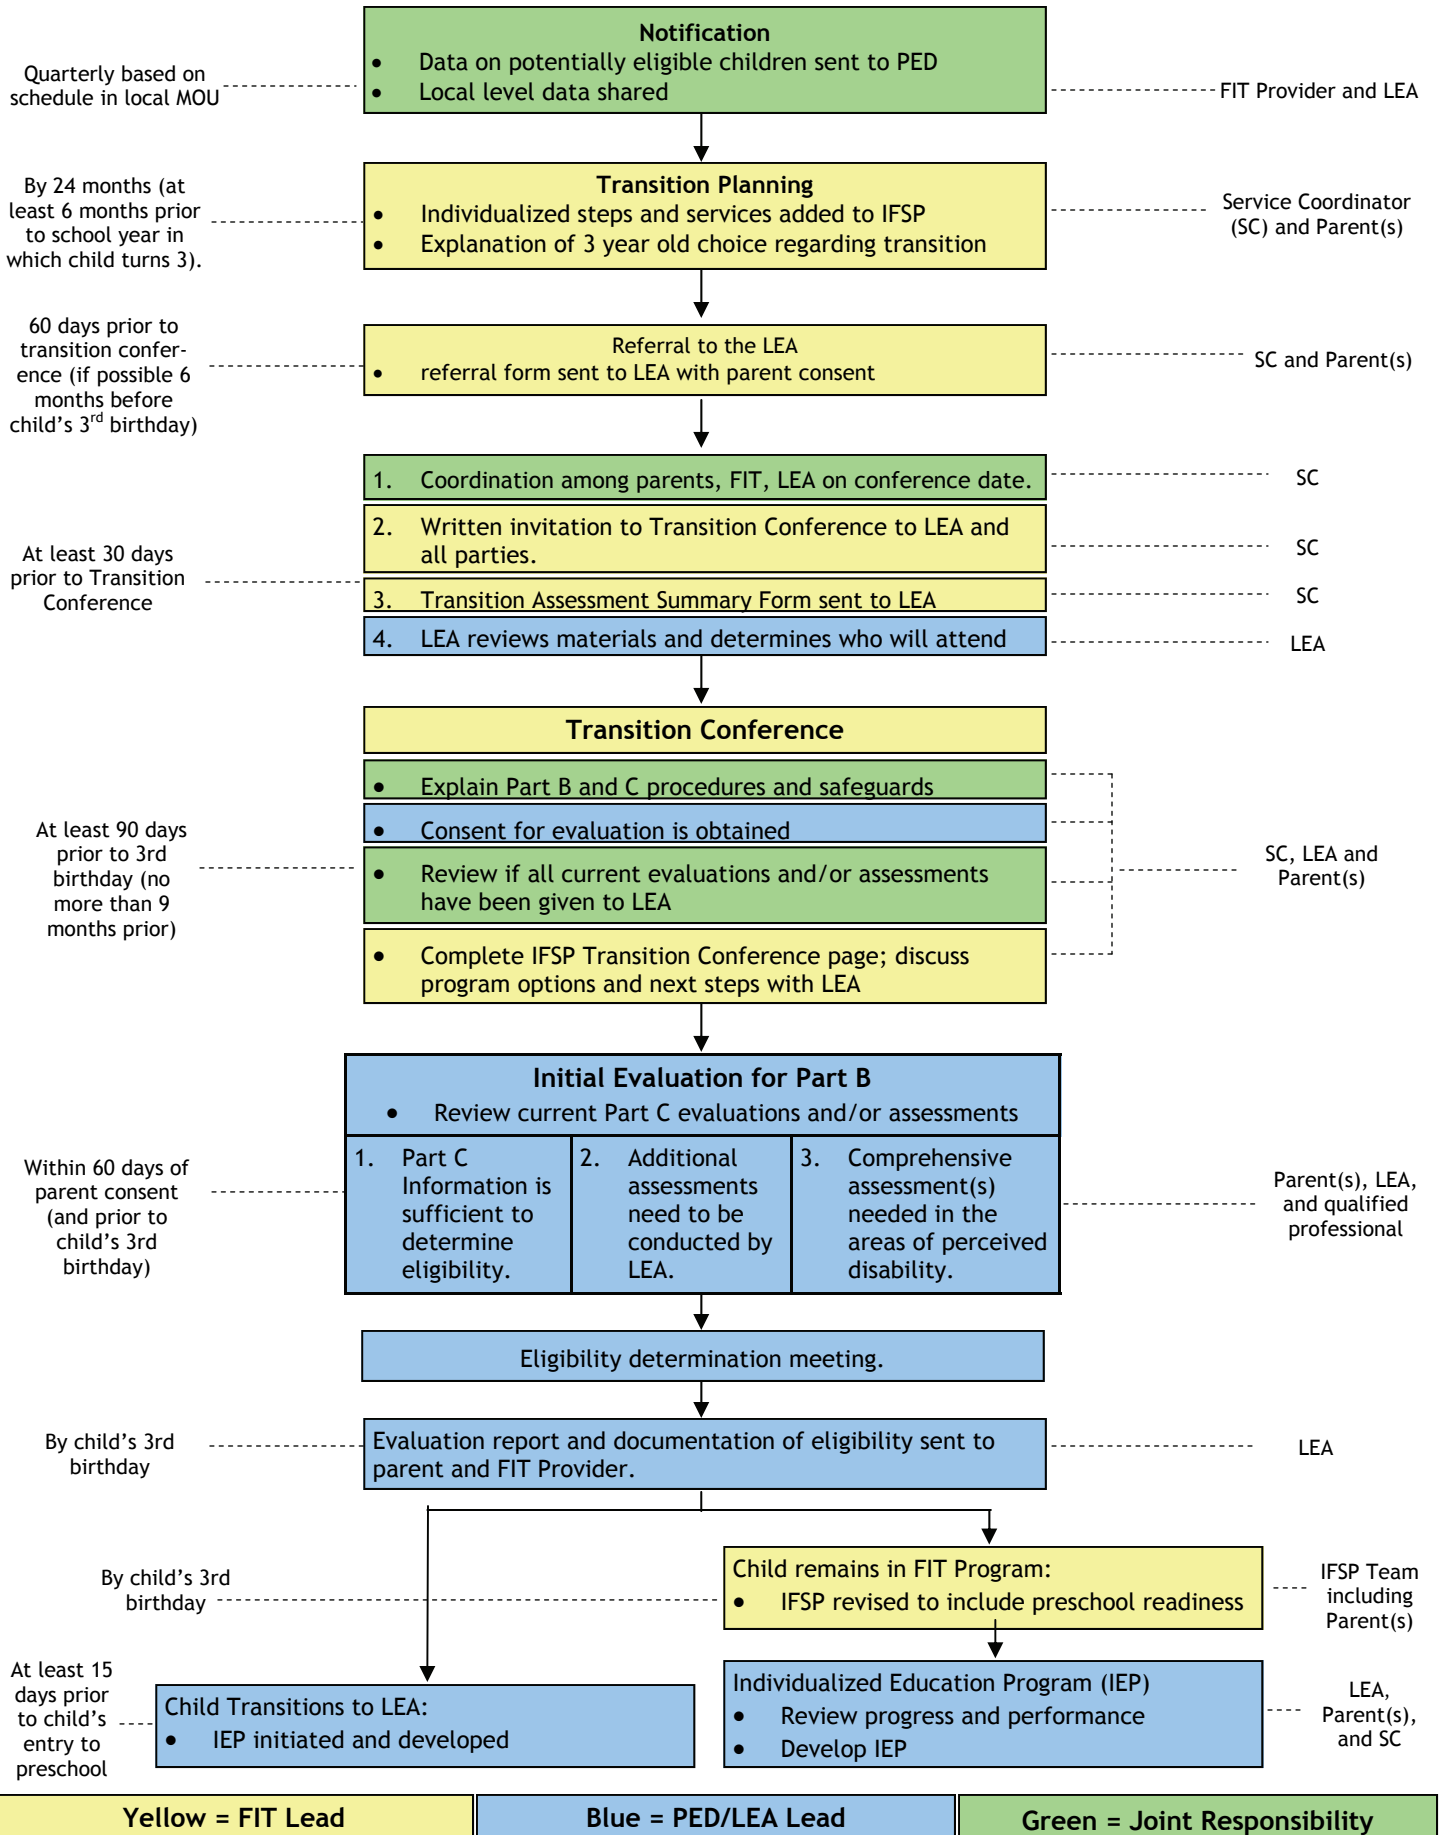 Notification
• Data on potentially eligible children sent to PED
• Local level data shared
Quarterly based on
schedule in local MOU
FIT Provider and LEA
Transition Planning
• Individualized steps and services added to IFSP
• Explanation of 3 year old choice regarding transition
By 24 months (at
least 6 months prior
to school year in
which child turns 3).
Service Coordinator
(SC) and Parent(s)
60 days prior to
transition confer-
ence (if possible 6
months before
child’s 3rd birthday)
Referral to the LEA
• referral form sent to LEA with parent consent
SC and Parent(s)
1. Coordination among parents, FIT, LEA on conference date.
SC
2. Written invitation to Transition Conference to LEA and
all parties.
SC
At least 30 days
prior to Transition
Conference
3. Transition Assessment Summary Form sent to LEA
SC
4. LEA reviews materials and determines who will attend
LEA
Transition Conference
• Explain Part B and C procedures and safeguards
• Consent for evaluation is obtained
• Review if all current evaluations and/or assessments
have been given to LEA
• Complete IFSP Transition Conference page; discuss
program options and next steps with LEA
At least 90 days
prior to 3rd
birthday (no
more than 9
months prior)
SC, LEA and
Parent(s)
Initial Evaluation for Part B
• Review current Part C evaluations and/or assessments
1. Part C
Information is
sufficient to
determine
eligibility.
2. Additional
assessments
need to be
conducted by
LEA.
3. Comprehensive
assessment(s)
needed in the
areas of perceived
disability.
Within 60 days of
parent consent
(and prior to
child’s 3rd
birthday)
Parent(s), LEA,
and qualified
professional
Eligibility determination meeting.
By child’s 3rd
birthday
Evaluation report and documentation of eligibility sent to
parent and FIT Provider.
LEA
By child’s 3rd
birthday
Child remains in FIT Program:
• IFSP revised to include preschool readiness
IFSP Team
including
Parent(s)
At least 15
days prior
to child’s
entry to
preschool
Child Transitions to LEA:
• IEP initiated and developed
Individualized Education Program (IEP)
• Review progress and performance
• Develop IEP
LEA,
Parent(s),
and SC
Yellow = FIT Lead
Blue = PED/LEA Lead
Green = Joint Responsibility